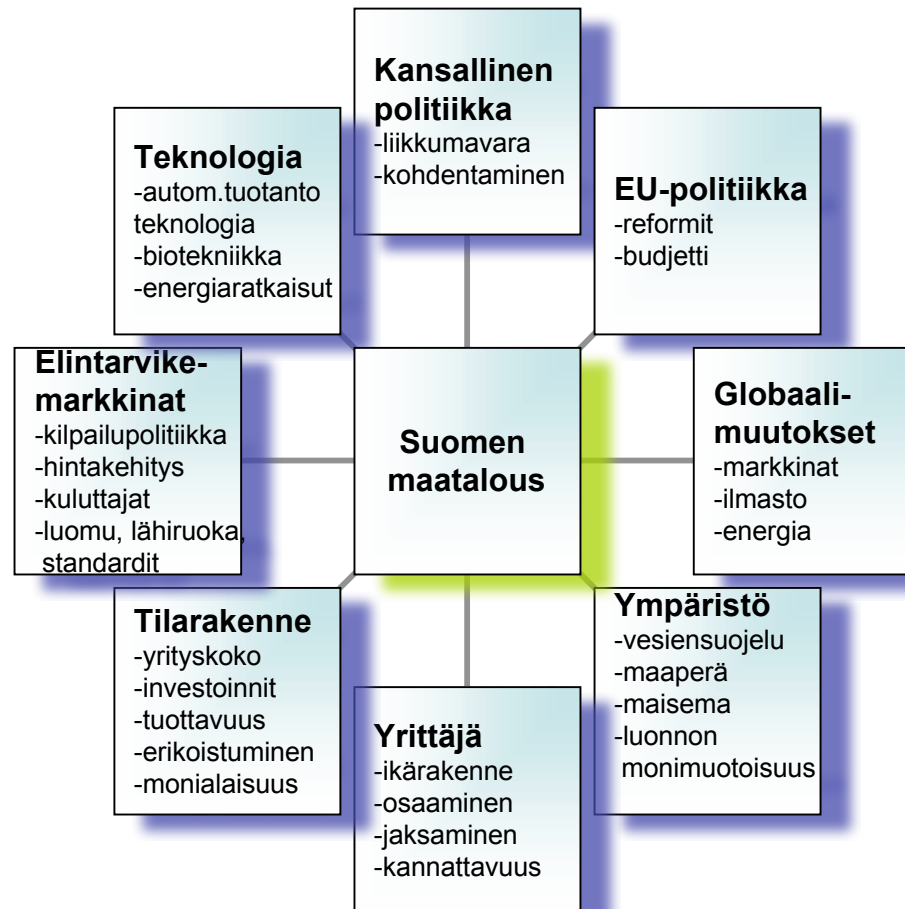 Kansallinen
politiikka
-liikkumavara
-kohdentaminen
Teknologia
-autom.tuotanto
teknologia
-biotekniikka
-energiaratkaisut
EU-politiikka
-reformit
-budjetti
Elintarvike-
markkinat
-kilpailupolitiikka
-hintakehitys
-kuluttajat
-luomu, lähiruoka,
standardit
Suomen
maatalous
Globaali-
muutokset
-markkinat
-ilmasto
-energia
Tilarakenne
-yrityskoko
-investoinnit
-tuottavuus
-erikoistuminen
-monialaisuus
Yrittäjä
-ikärakenne
-osaaminen
-jaksaminen
-kannattavuus
Ympäristö
-vesiensuojelu
-maaperä
-maisema
-luonnon
monimuotoisuus